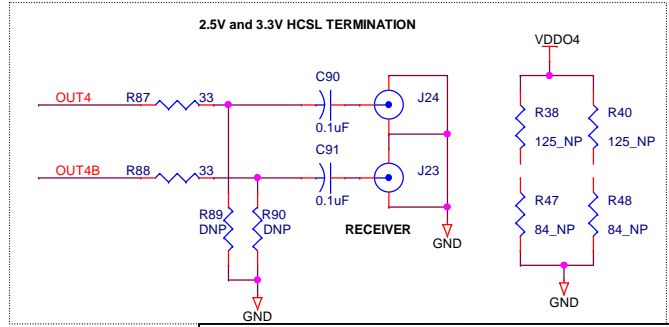 2.5V and 3.3V HCSL TERMINATION
VDDO4
C90
OUT4 R87 33 J24
0.1uF
R38 R40
125_NP 125_NP
C91
OUT4B R88 33 J23
0.1uF
R47 R48
84_NP 84_NP
R89 R90
DNP DNP
RECEIVER
GND
GND
GND